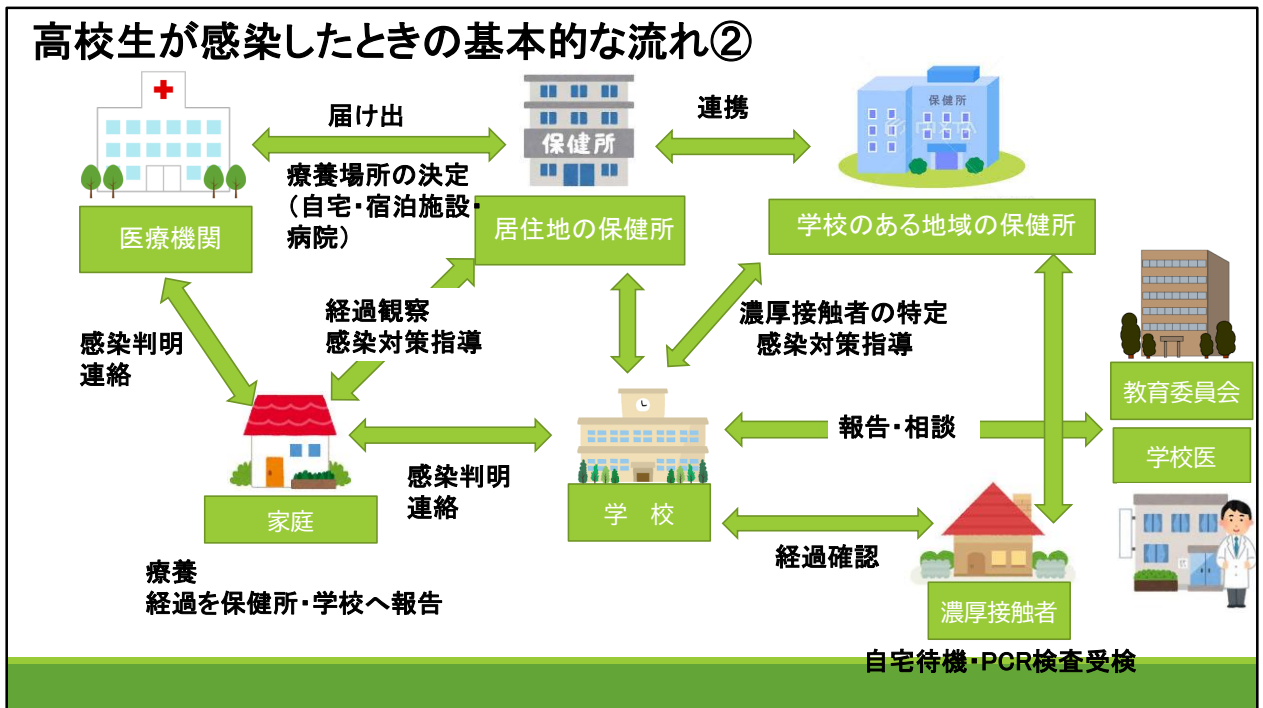 高校生が感染したときの基本的な流れ②
届け出
連携
保健所
保健所
療養場所の決定
（自宅・宿泊施設・
病院）
医療機関
居住地の保健所
学校のある地域の保健所
感染判明
連絡
経過観察
感染対策指導
濃厚接触者の特定
感染対策指導
教育委員会
報告・相談
学校医
感染判明
連絡
家庭
学　校
経過確認
療養
経過を保健所・学校へ報告
濃厚接触者
自宅待機・PCR検査受検